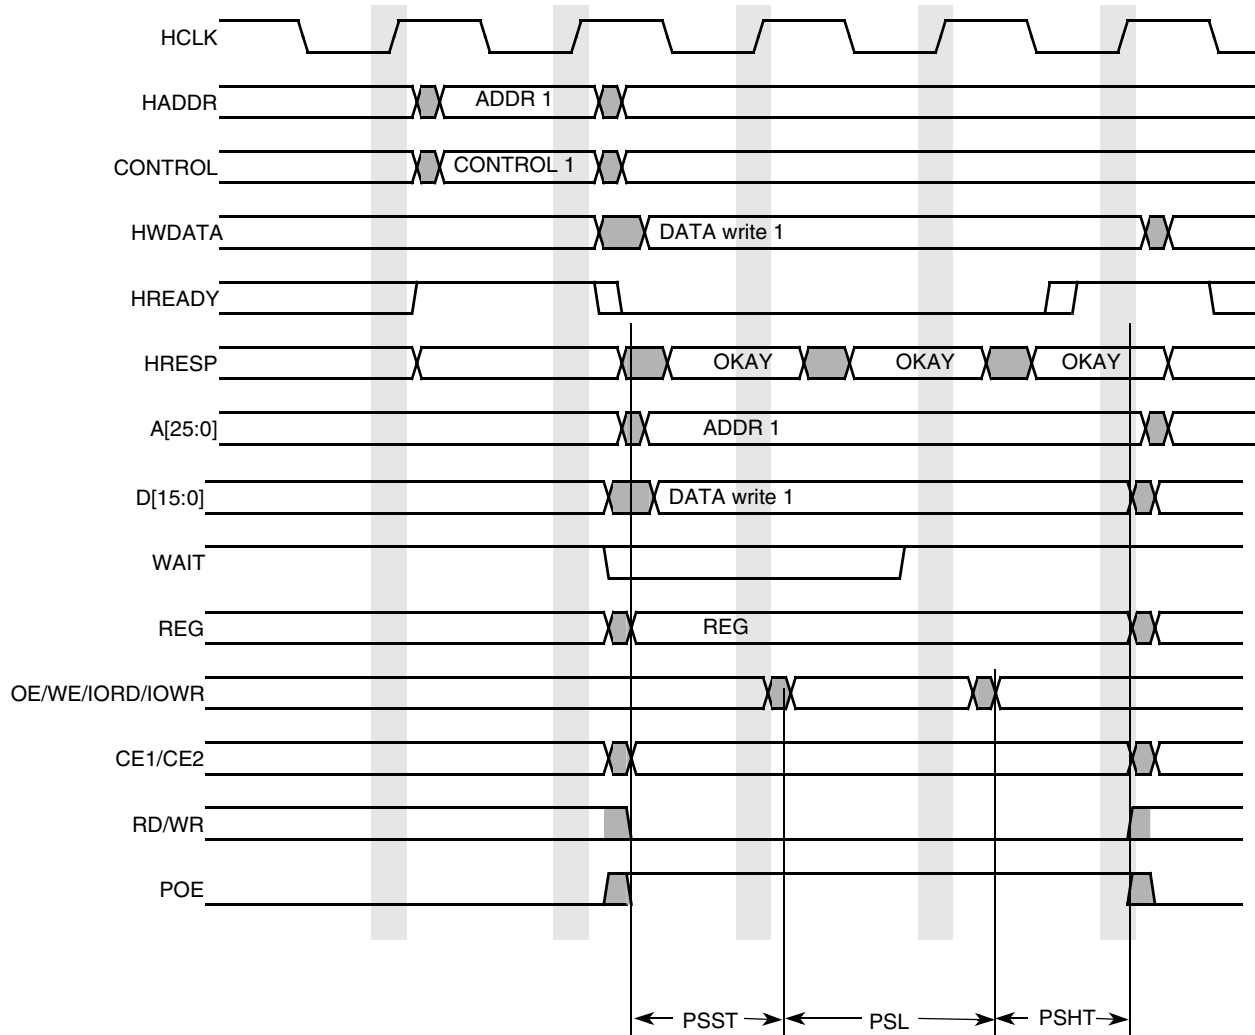 HCLK
HADDR ADDR 1
CONTROL CONTROL 1
HWDATA DATA write 1
HREADY
HRESP OKAY OKAY OKAY
A[25:0] ADDR 1
D[15:0] DATA write 1
WAIT
REG REG
OE/WE/IORD/IOWR
CE1/CE2
RD/WR
POE
PSST PSL PSHT